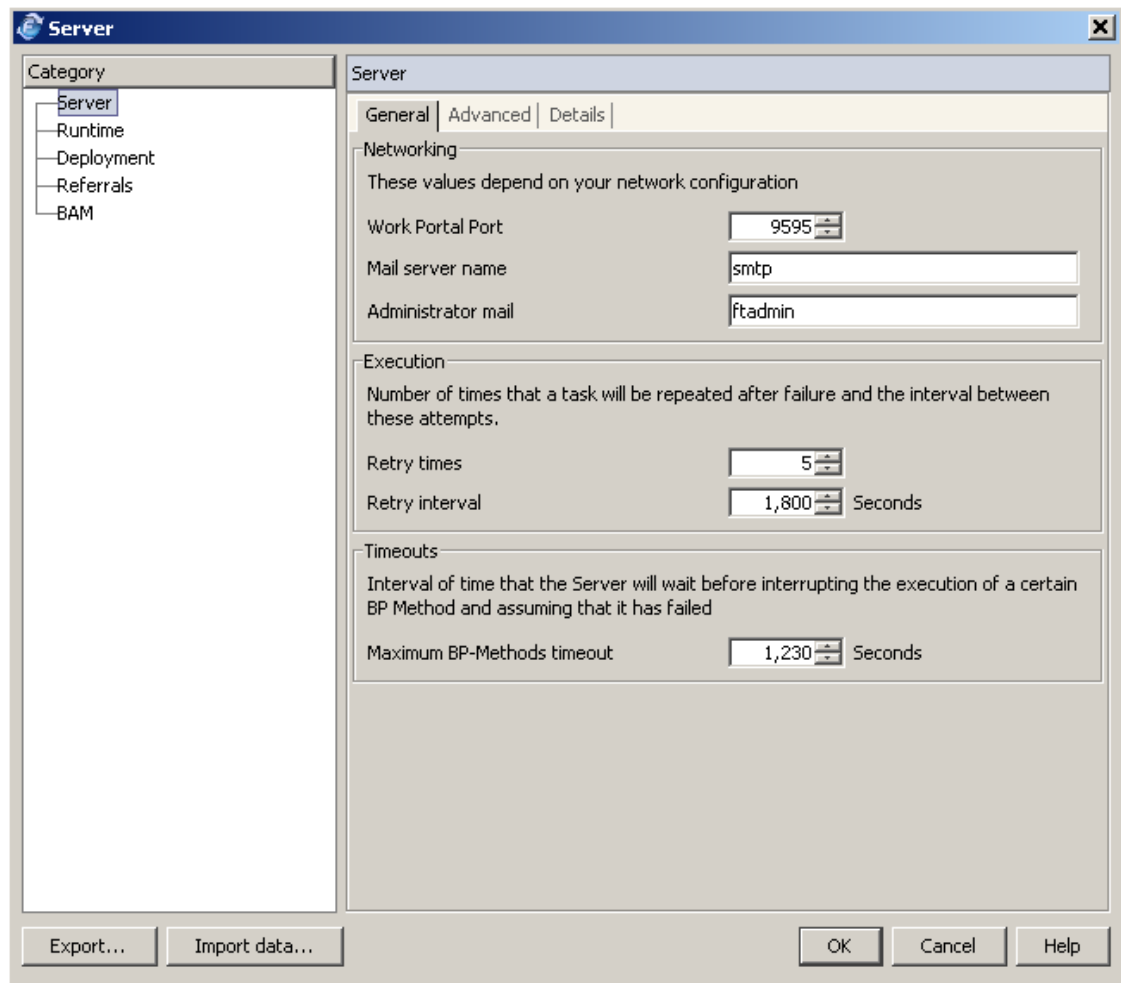 Server
Category
Server
Runtime
Deployment
Referrals
BAM
Server
General Advanced Details
Networking
These values depend on your network configuration
Work Portal Port 9595
Mail server name smtp
Administrator mail ftadmin
Execution
Number of times that a task will be repeated after failure and the interval between
these attempts.
Retry times 5
Retry interval 1,800 Seconds
Timeouts
Interval of time that the Server will wait before interrupting the execution of a certain
BP Method and assuming that it has failed
Maximum BP-Methods timeout 1,230 Seconds
Export... Import data... OK Cancel Help